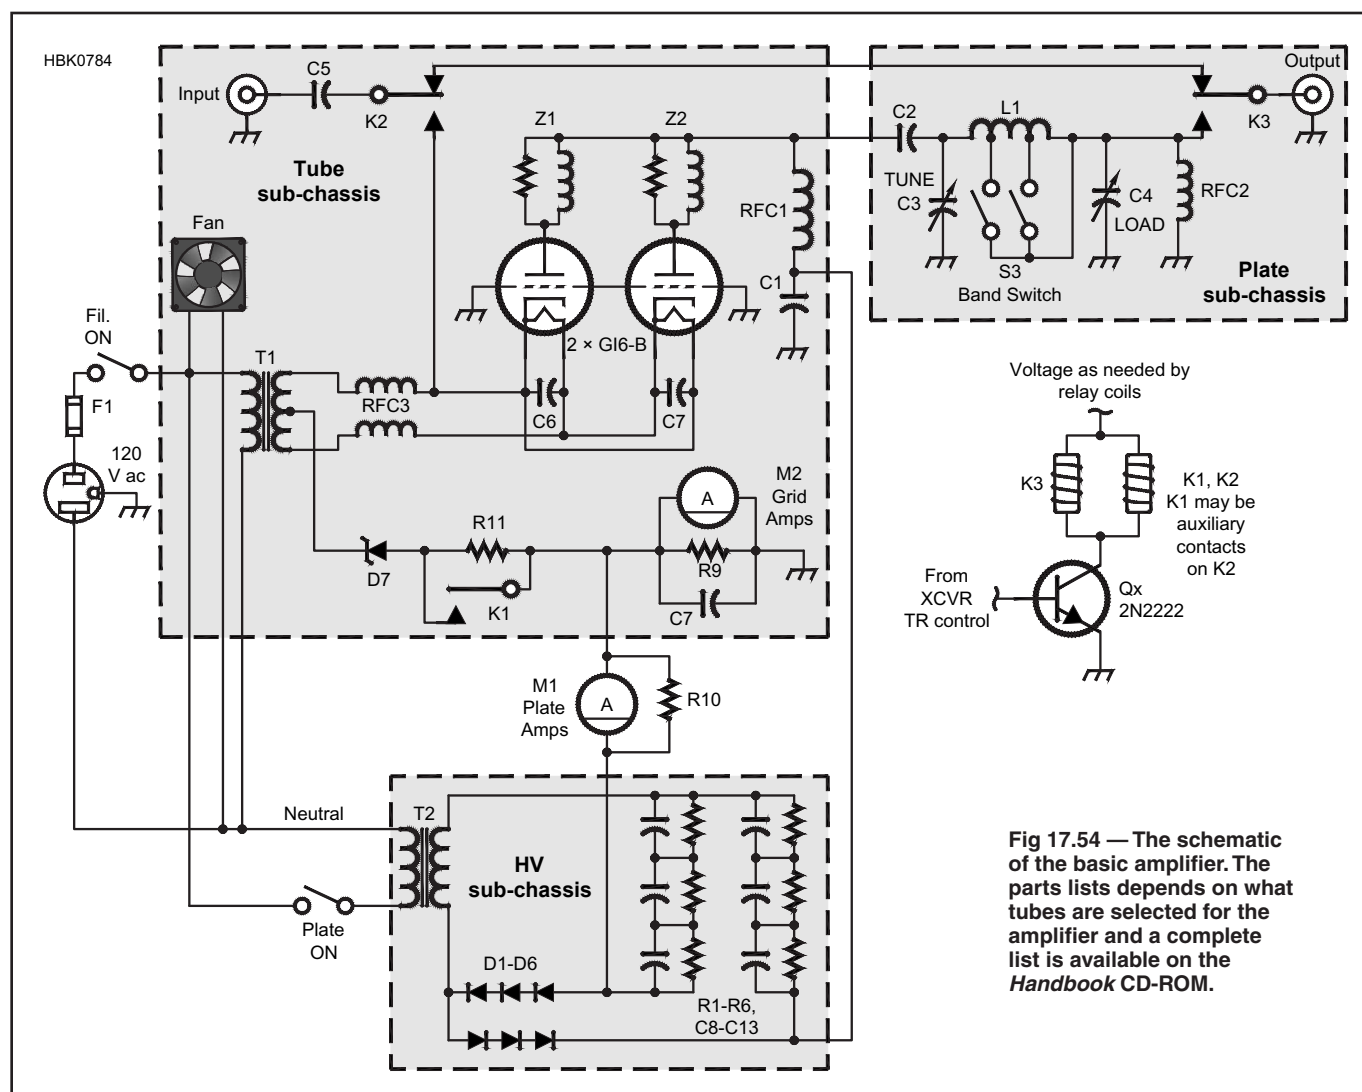 HBK0784
Input
C5
K2
Tube
sub-chassis
Z1
Z2
RFC1
C1
2 × GI6-B
Fan
Fil.
ON
F1
120
V ac
T1
RFC3
C6
C7
D7
R11
K1
M2
Grid
Amps
A
R9
C7
C2
L1
TUNE
C3
C4
LOAD
RFC2
S3
Band Switch
K3
Output
Plate
sub-chassis
Voltage as needed by
relay coils
K3
K1, K2
K1 may be
auxiliary
contacts
on K2
From
XCVR
TR control
Qx
2N2222
M1
Plate
Amps
A
R10
Neutral
T2
HV
sub-chassis
Plate
ON
D1-D6
R1-R6,
C8-C13
Fig 17.54 — The schematic
of the basic amplifier. The
parts lists depends on what
tubes are selected for the
amplifier and a complete
list is available on the
Handbook CD-ROM.